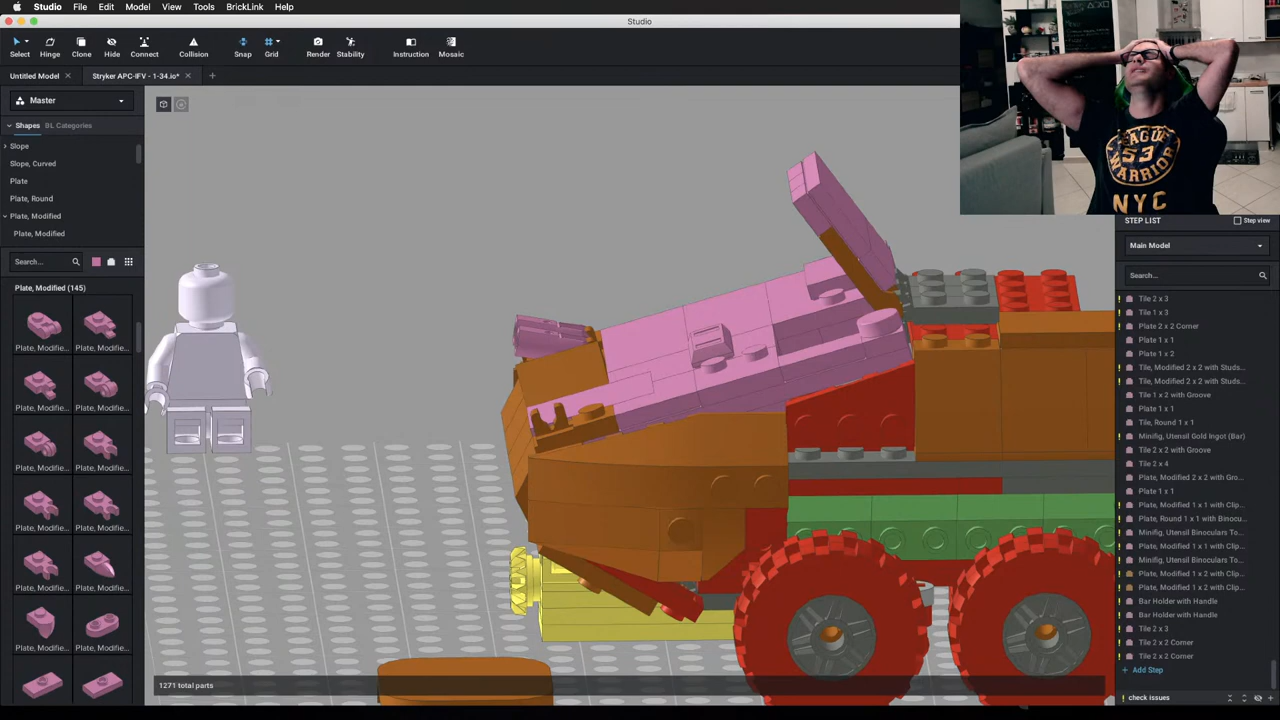 Studio File Edit Model View Tools BrickLink Help
Studio
Select Hinge Clone Hide Connect Collision Snap Grid Render Stability Instruction Mosaic
Untitled Model × Stryker APC-IFV - 1-34.io* × +
Master
Shapes BL Categories
Slope
Slope, Curved
Plate
Plate, Round
Plate, Modified
Plate, Modified
Search...
Plate, Modified (145)
Plate, Modifie... Plate, Modifie...
Plate, Modifie... Plate, Modifie...
Plate, Modifie... Plate, Modifie...
Plate, Modifie... Plate, Modifie...
Plate, Modifie... Plate, Modifie...
Plate, Modifie... Plate, Modifie...
1271 total parts
LEAGUE
53
WARRIOR
NYC
STEP LIST Step view
Main Model
Search...
Tile 2 x 3
Tile 1 x 3
Plate 2 x 2 Corner
Plate 1 x 1
Plate 1 x 2
Tile, Modified 2 x 2 with Studs...
Tile, Modified 2 x 2 with Studs...
Tile 1 x 2 with Groove
Plate 1 x 1
Tile, Round 1 x 1
Minifig, Utensil Gold Ingot (Bar)
Tile 2 x 2 with Groove
Tile 2 x 4
Plate, Modified 2 x 2 with Gro...
Plate 1 x 1
Plate, Modified 1 x 1 with Clip...
Plate, Round 1 x 1 with Binocu...
Minifig, Utensil Binoculars To...
Plate, Modified 1 x 1 with Clip...
Minifig, Utensil Binoculars To...
Plate, Modified 1 x 2 with Clip...
Plate, Modified 1 x 2 with Clip...
Bar Holder with Handle
Bar Holder with Handle
Tile 2 x 3
Tile 2 x 2 Corner
Tile 2 x 2 Corner
+ Add Step
! check issues